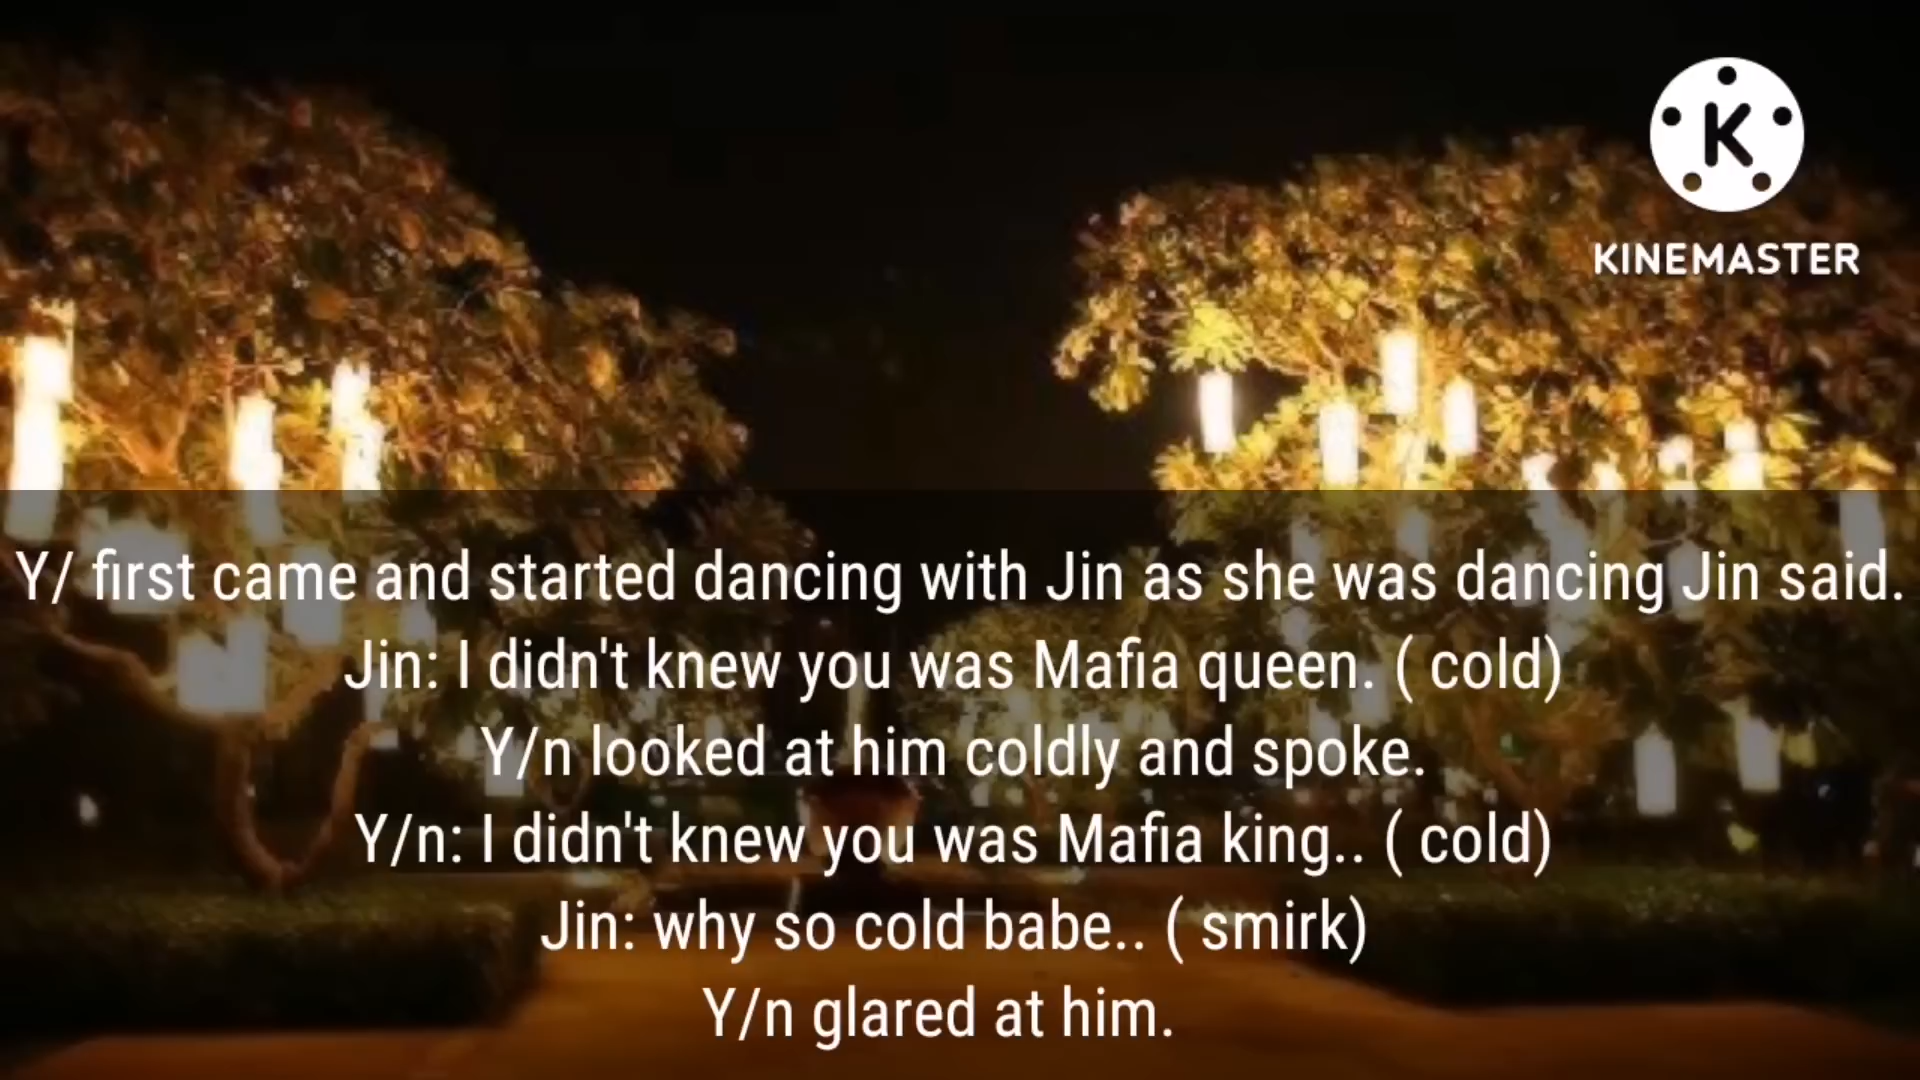 K
KINEMASTER
Y/ first came and started dancing with Jin as she was dancing Jin said.
Jin: I didn't knew you was Mafia queen. ( cold)
Y/n looked at him coldly and spoke.
Y/n: I didn't knew you was Mafia king.. ( cold)
Jin: why so cold babe.. ( smirk)
Y/n glared at him.